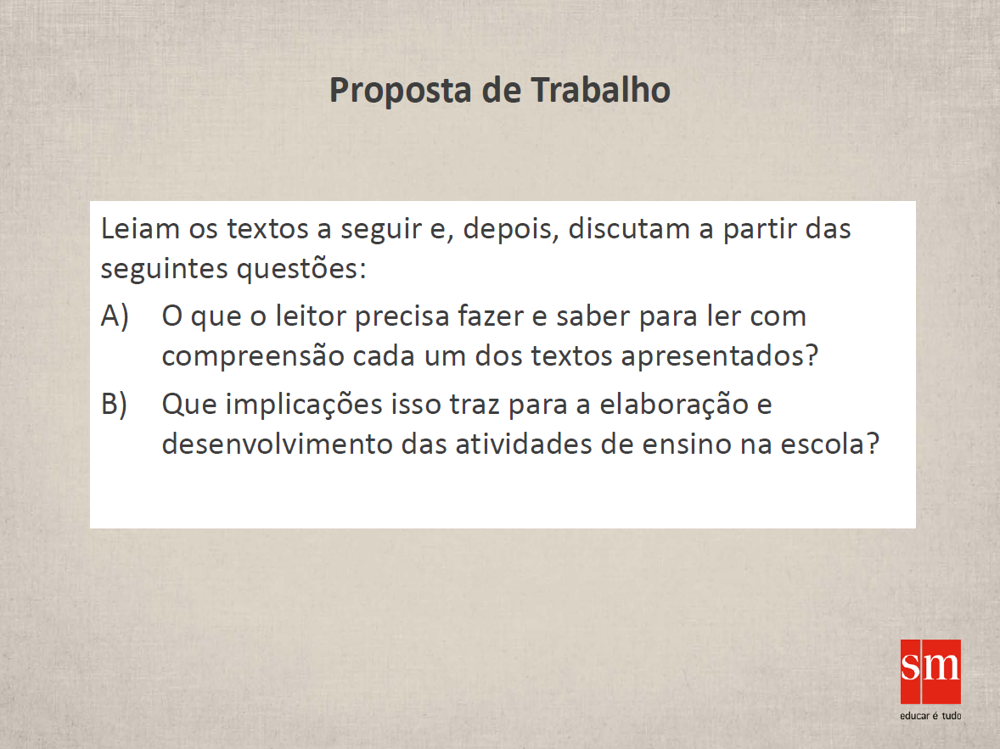 Proposta de Trabalho
Leiam os textos a seguir e, depois, discutam a partir das
seguintes questões:
A) O que o leitor precisa fazer e saber para ler com
compreensão cada um dos textos apresentados?
B) Que implicações isso traz para a elaboração e
desenvolvimento das atividades de ensino na escola?
sm
educar é tudo